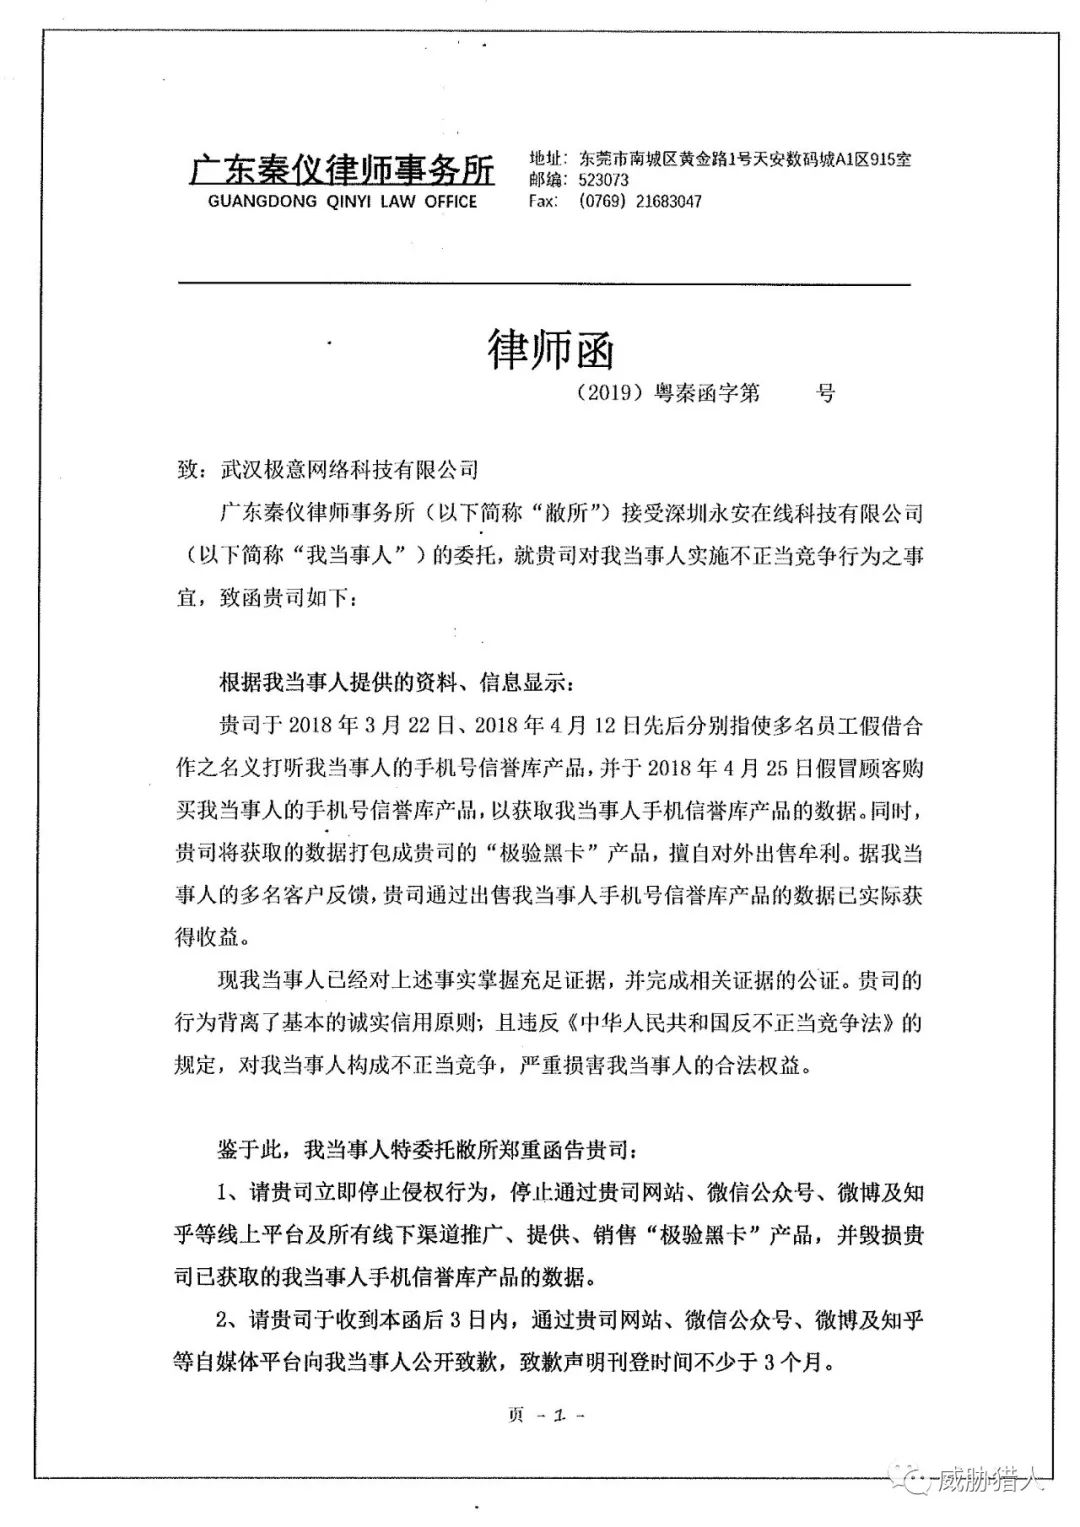 广东秦仪律师事务所
GUANGDONG QINYI LAW OFFICE
地址：东莞市南城区黄金路1号天安数码城A1区915室
邮编：523073
Fax：（0769）21683047
律师函
（2019）粤秦函字第　　号
致：武汉极意网络科技有限公司
广东秦仪律师事务所（以下简称“敝所”）接受深圳永安在线科技有限公司
（以下简称“我当事人”）的委托，就贵司对我当事人实施不正当竞争行为之事
宜，致函贵司如下：
根据我当事人提供的资料、信息显示：
贵司于 2018 年 3 月 22 日、2018 年 4 月 12 日先后分别指使多名员工假借合
作之名义打听我当事人的手机号信誉库产品，并于 2018 年 4 月 25 日假冒顾客购
买我当事人的手机号信誉库产品，以获取我当事人手机信誉库产品的数据。同时，
贵司将获取的数据打包成贵司的“极验黑卡”产品，擅自对外出售牟利。据我当
事人的多名客户反馈，贵司通过出售我当事人手机号信誉库产品的数据已实际获
得收益。
现我当事人已经对上述事实掌握充足证据，并完成相关证据的公证。贵司的
行为背离了基本的诚实信用原则；且违反《中华人民共和国反不正当竞争法》的
规定，对我当事人构成不正当竞争，严重损害我当事人的合法权益。
鉴于此，我当事人特委托敝所郑重函告贵司：
1、请贵司立即停止侵权行为，停止通过贵司网站、微信公众号、微博及知
乎等线上平台及所有线下渠道推广、提供、销售“极验黑卡”产品，并毁损贵
司已获取的我当事人手机信誉库产品的数据。
2、请贵司于收到本函后 3 日内，通过贵司网站、微信公众号、微博及知乎
等自媒体平台向我当事人公开致歉，致歉声明刊登时间不少于 3 个月。
页 - 1 -
威胁猎人